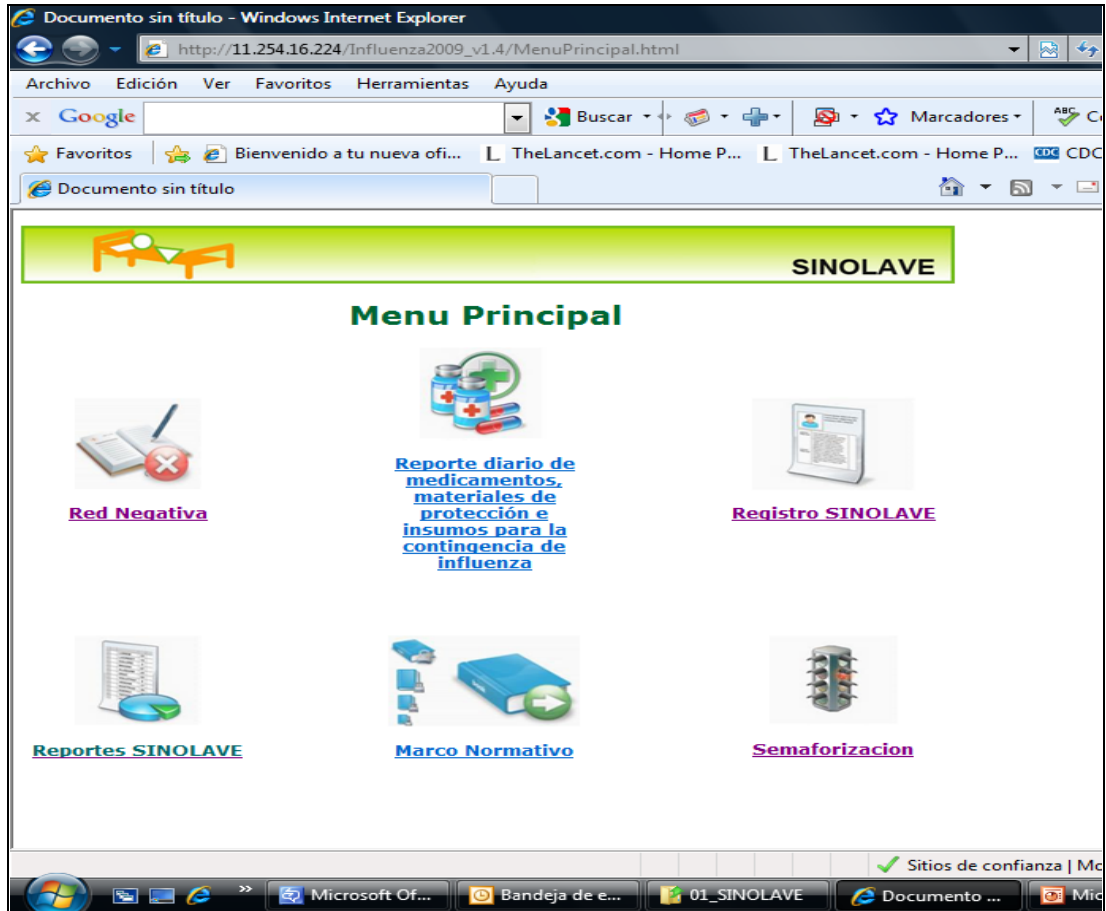 Documento sin título - Windows Internet Explorer
http://11.254.16.224/Influenza2009_v1.4/MenuPrincipal.html
Archivo Edición Ver Favoritos Herramientas Ayuda
x Google Buscar Marcadores ABC
Favoritos Bienvenido a tu nueva ofi... L TheLancet.com - Home P... L TheLancet.com - Home P... CDC CDC
Documento sin título
SINOLAVE
Menu Principal
Red Negativa
Reporte diario de
medicamentos,
materiales de
protección e
insumos para la
contingencia de
influenza
Registro SINOLAVE
Reportes SINOLAVE
Marco Normativo
Semaforizacion
Sitios de confianza |
» Microsoft Of... Bandeja de e... 01_SINOLAVE Documento ...